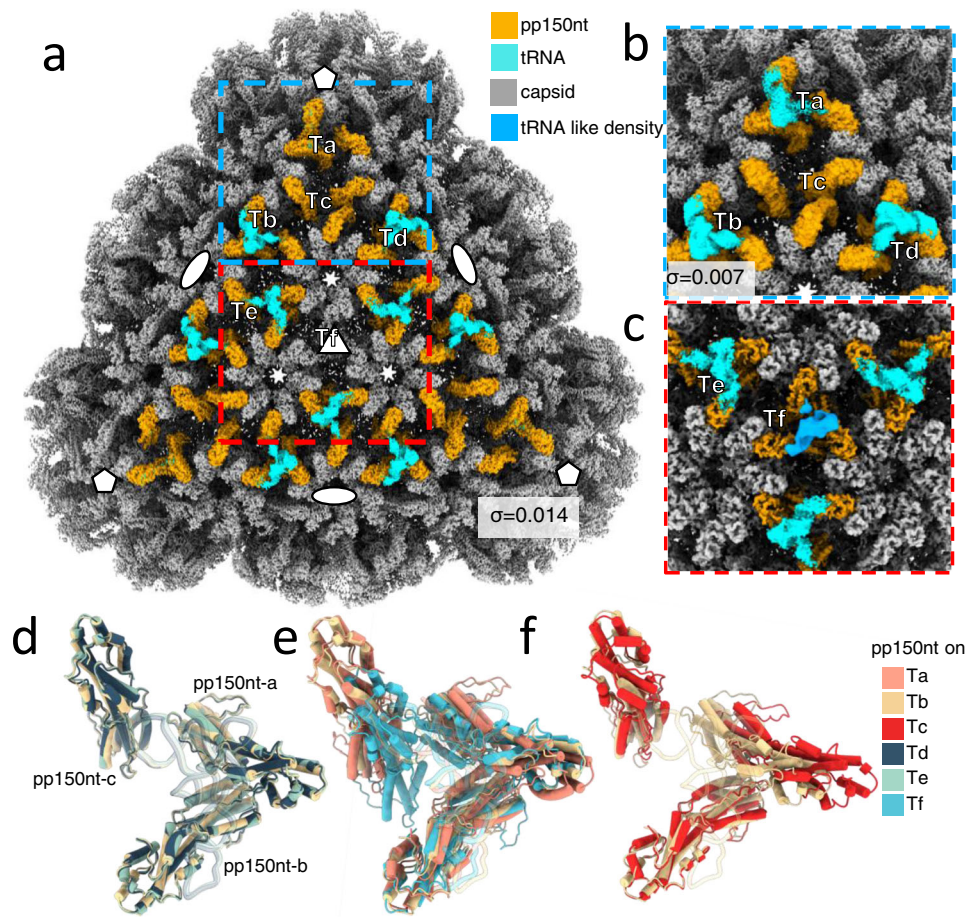 a
pp150nt
tRNA
capsid
tRNA like density
Ta
Tc
Tb
Td
Te
Tf
σ=0.014
b
Ta
Tc
Tb
Td
σ=0.007
c
Te
Tf
d
pp150nt-a
pp150nt-c
pp150nt-b
e
f
pp150nt on
Ta
Tb
Tc
Td
Te
Tf